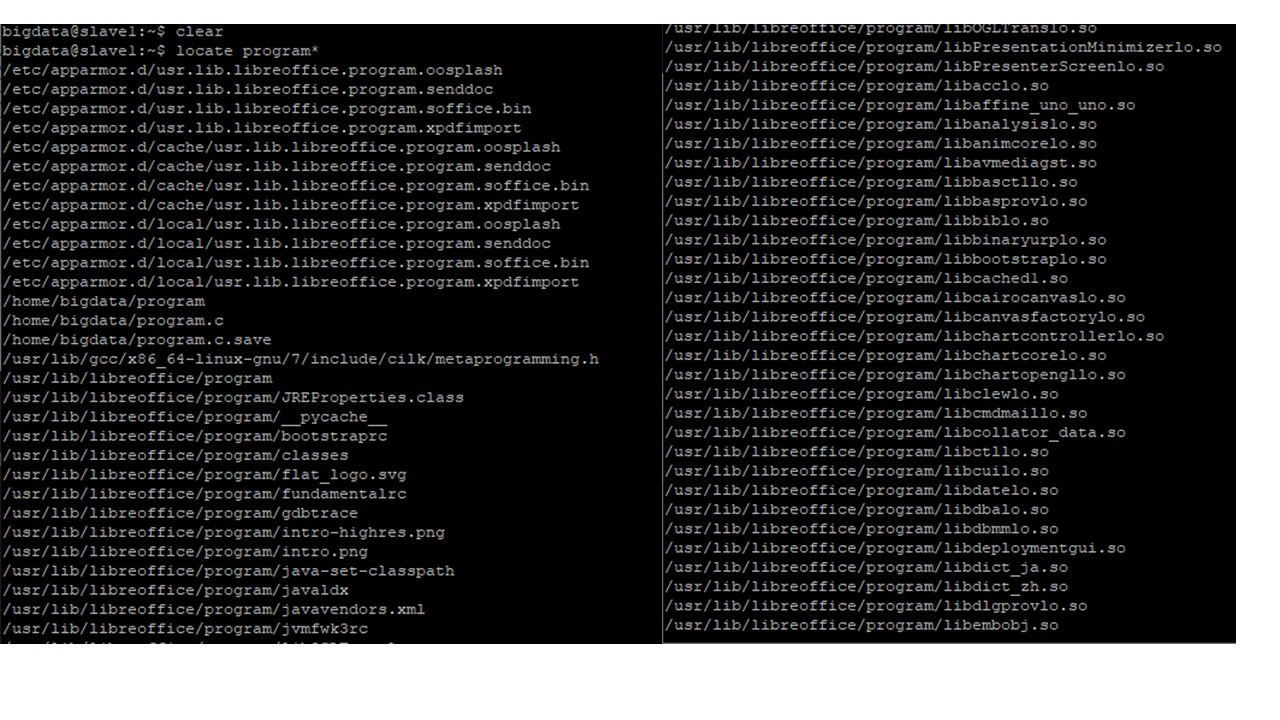 bigdata@slave1:~$ clear
bigdata@slave1:~$ locate program*
/etc/apparmor.d/usr.lib.libreoffice.program.oosplash
/etc/apparmor.d/usr.lib.libreoffice.program.senddoc
/etc/apparmor.d/usr.lib.libreoffice.program.soffice.bin
/etc/apparmor.d/usr.lib.libreoffice.program.xpdfimport
/etc/apparmor.d/cache/usr.lib.libreoffice.program.oosplash
/etc/apparmor.d/cache/usr.lib.libreoffice.program.senddoc
/etc/apparmor.d/cache/usr.lib.libreoffice.program.soffice.bin
/etc/apparmor.d/cache/usr.lib.libreoffice.program.xpdfimport
/etc/apparmor.d/local/usr.lib.libreoffice.program.oosplash
/etc/apparmor.d/local/usr.lib.libreoffice.program.senddoc
/etc/apparmor.d/local/usr.lib.libreoffice.program.soffice.bin
/etc/apparmor.d/local/usr.lib.libreoffice.program.xpdfimport
/home/bigdata/program
/home/bigdata/program.c
/home/bigdata/program.c.save
/usr/lib/gcc/x86_64-linux-gnu/7/include/cilk/metaprogramming.h
/usr/lib/libreoffice/program
/usr/lib/libreoffice/program/JREProperties.class
/usr/lib/libreoffice/program/__pycache__
/usr/lib/libreoffice/program/bootstraprc
/usr/lib/libreoffice/program/classes
/usr/lib/libreoffice/program/flat_logo.svg
/usr/lib/libreoffice/program/fundamentalrc
/usr/lib/libreoffice/program/gdbtrace
/usr/lib/libreoffice/program/intro-highres.png
/usr/lib/libreoffice/program/intro.png
/usr/lib/libreoffice/program/java-set-classpath
/usr/lib/libreoffice/program/javaldx
/usr/lib/libreoffice/program/javavendors.xml
/usr/lib/libreoffice/program/jvmfwk3rc
/usr/lib/libreoffice/program/libOGLTranslo.so
/usr/lib/libreoffice/program/libPresentationMinimizerlo.so
/usr/lib/libreoffice/program/libPresenterScreenlo.so
/usr/lib/libreoffice/program/libacclo.so
/usr/lib/libreoffice/program/libaffine_uno_uno.so
/usr/lib/libreoffice/program/libanalysislo.so
/usr/lib/libreoffice/program/libanimcorelo.so
/usr/lib/libreoffice/program/libavmediagst.so
/usr/lib/libreoffice/program/libbasctllo.so
/usr/lib/libreoffice/program/libbasprovlo.so
/usr/lib/libreoffice/program/libbiblo.so
/usr/lib/libreoffice/program/libbinaryurplo.so
/usr/lib/libreoffice/program/libbootstraplo.so
/usr/lib/libreoffice/program/libcached1.so
/usr/lib/libreoffice/program/libcairocanvaslo.so
/usr/lib/libreoffice/program/libcanvasfactorylo.so
/usr/lib/libreoffice/program/libchartcontrollerlo.so
/usr/lib/libreoffice/program/libchartcorelo.so
/usr/lib/libreoffice/program/libchartopengllo.so
/usr/lib/libreoffice/program/libclewlo.so
/usr/lib/libreoffice/program/libcmdmaillo.so
/usr/lib/libreoffice/program/libcollator_data.so
/usr/lib/libreoffice/program/libctllo.so
/usr/lib/libreoffice/program/libcuilo.so
/usr/lib/libreoffice/program/libdatelo.so
/usr/lib/libreoffice/program/libdbalo.so
/usr/lib/libreoffice/program/libdbmmlo.so
/usr/lib/libreoffice/program/libdeploymentgui.so
/usr/lib/libreoffice/program/libdict_ja.so
/usr/lib/libreoffice/program/libdict_zh.so
/usr/lib/libreoffice/program/libdlgprovlo.so
/usr/lib/libreoffice/program/libembobj.so